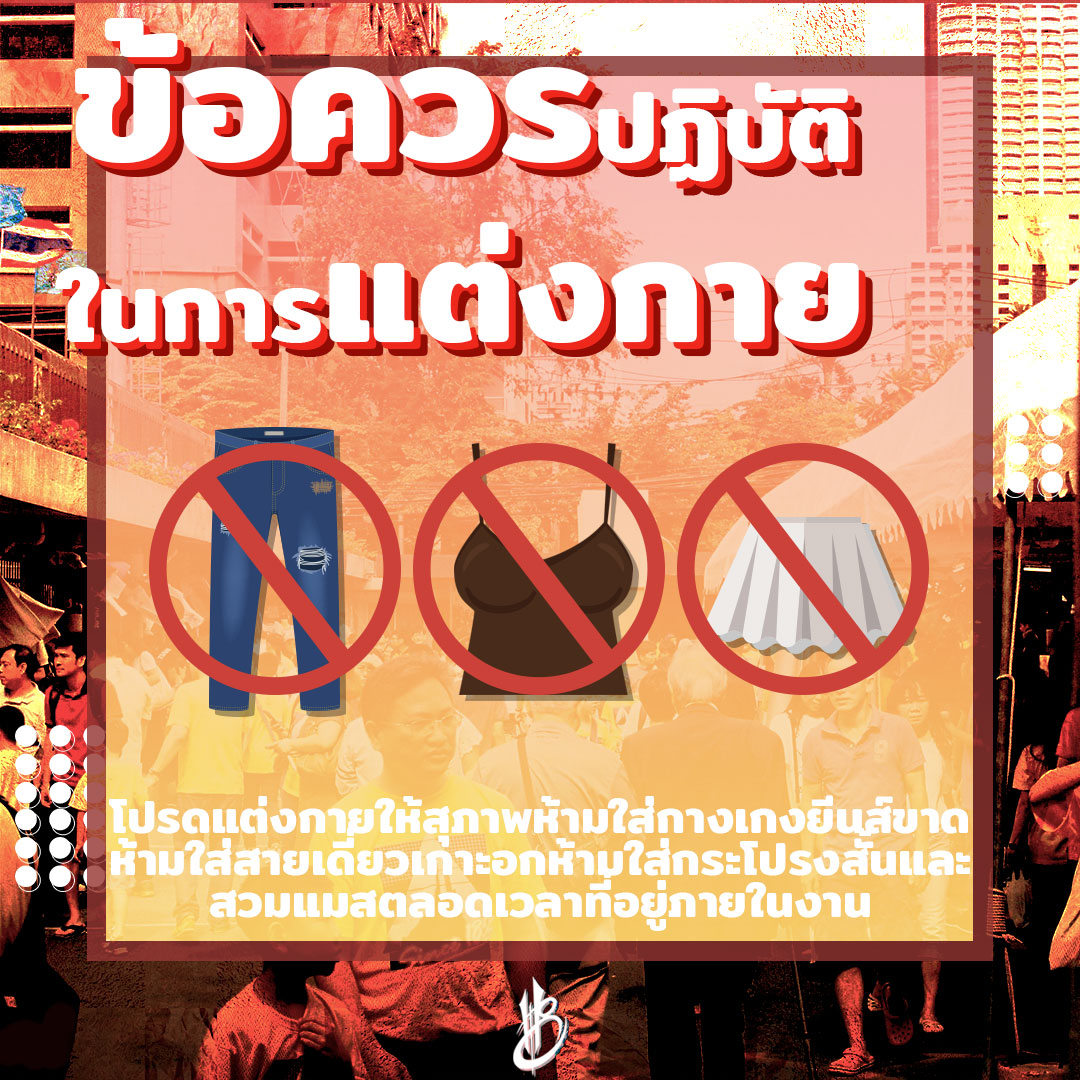 ข้อควรปฏิบัติ
ในการแต่งกาย
โปรดแต่งกายให้สุภาพห้ามใส่กางเกงยีนส์ขาด
ห้ามใส่สายเดี่ยวเกาะอกห้ามใส่กระโปรงสั้นและ
สวมแมสตลอดเวลาที่อยู่ภายในงาน